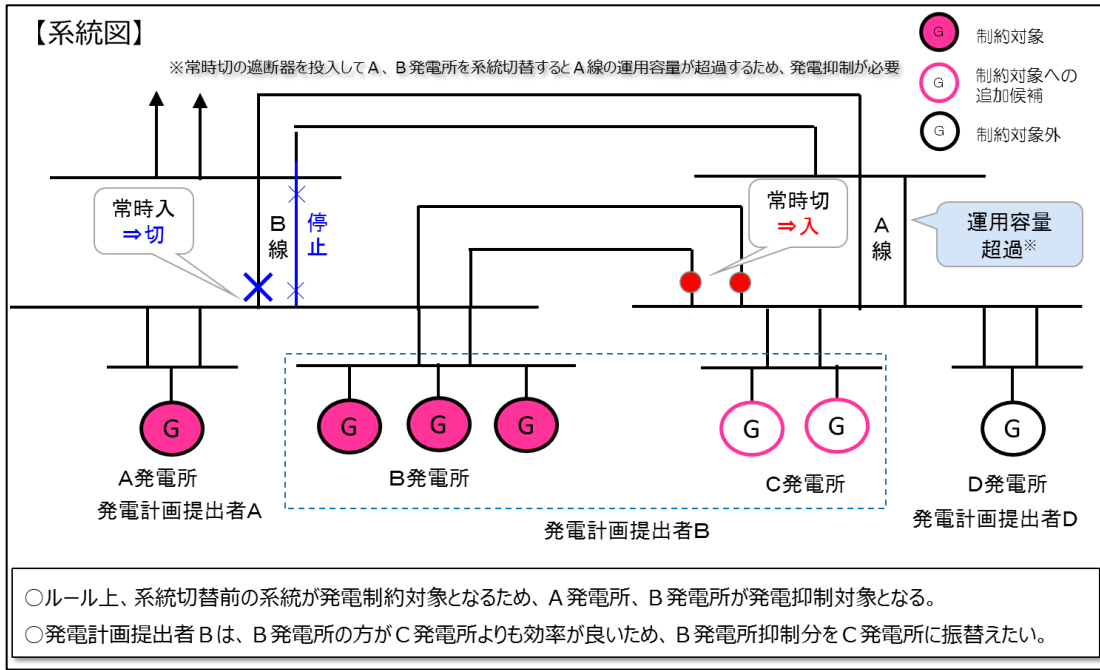 【系統図】
※常時切の遮断器を投入してA、B発電所を系統切替するとA線の運用容量が超過するため、発電抑制が必要
G 制約対象
G 制約対象への
追加候補
G 制約対象外
常時入
⇒切
B線
停止
常時切
⇒入
A線
運用容量
超過※
G
G
G
G
G
G
G
A発電所
発電計画提出者A
B発電所
C発電所
発電計画提出者B
D発電所
発電計画提出者D
○ルール上、系統切替前の系統が発電制約対象となるため、A発電所、B発電所が発電抑制対象となる。
○発電計画提出者Bは、B発電所の方がC発電所よりも効率が良いため、B発電所抑制分をC発電所に振替えたい。